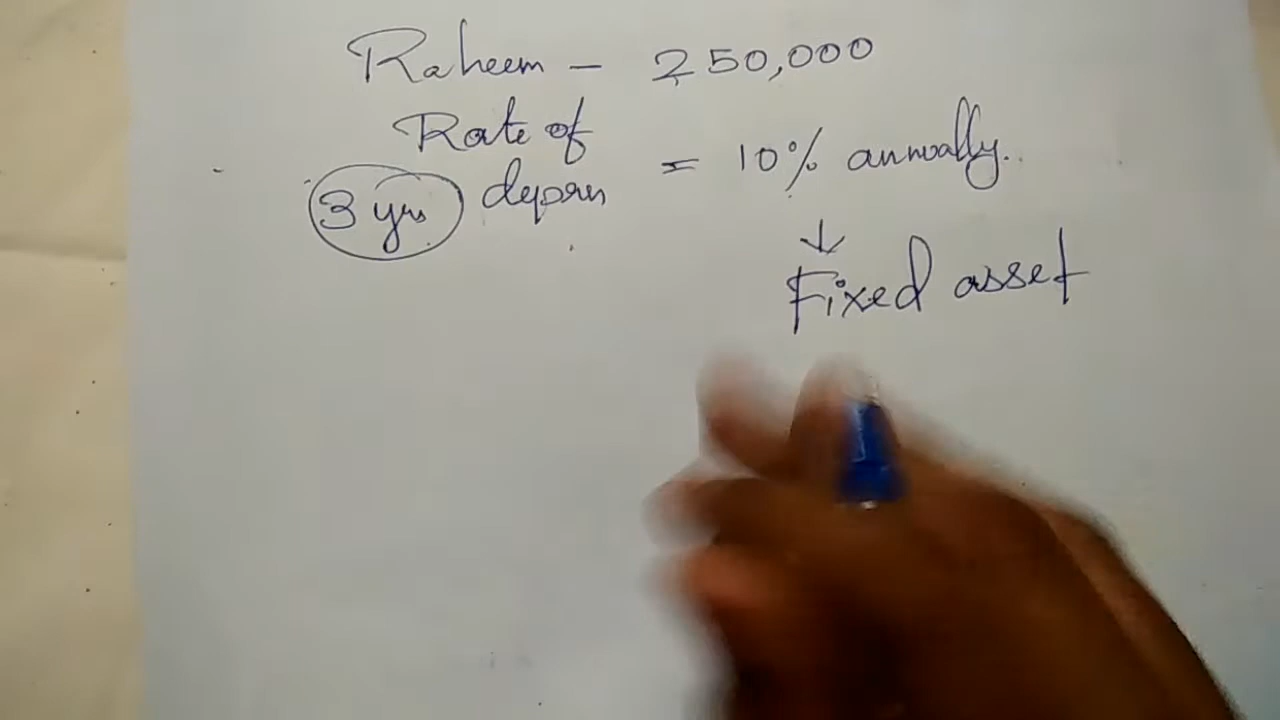 Raheem - 250,000
Rate of
3 yrs deprn = 10% annually.
↓
Fixed asset